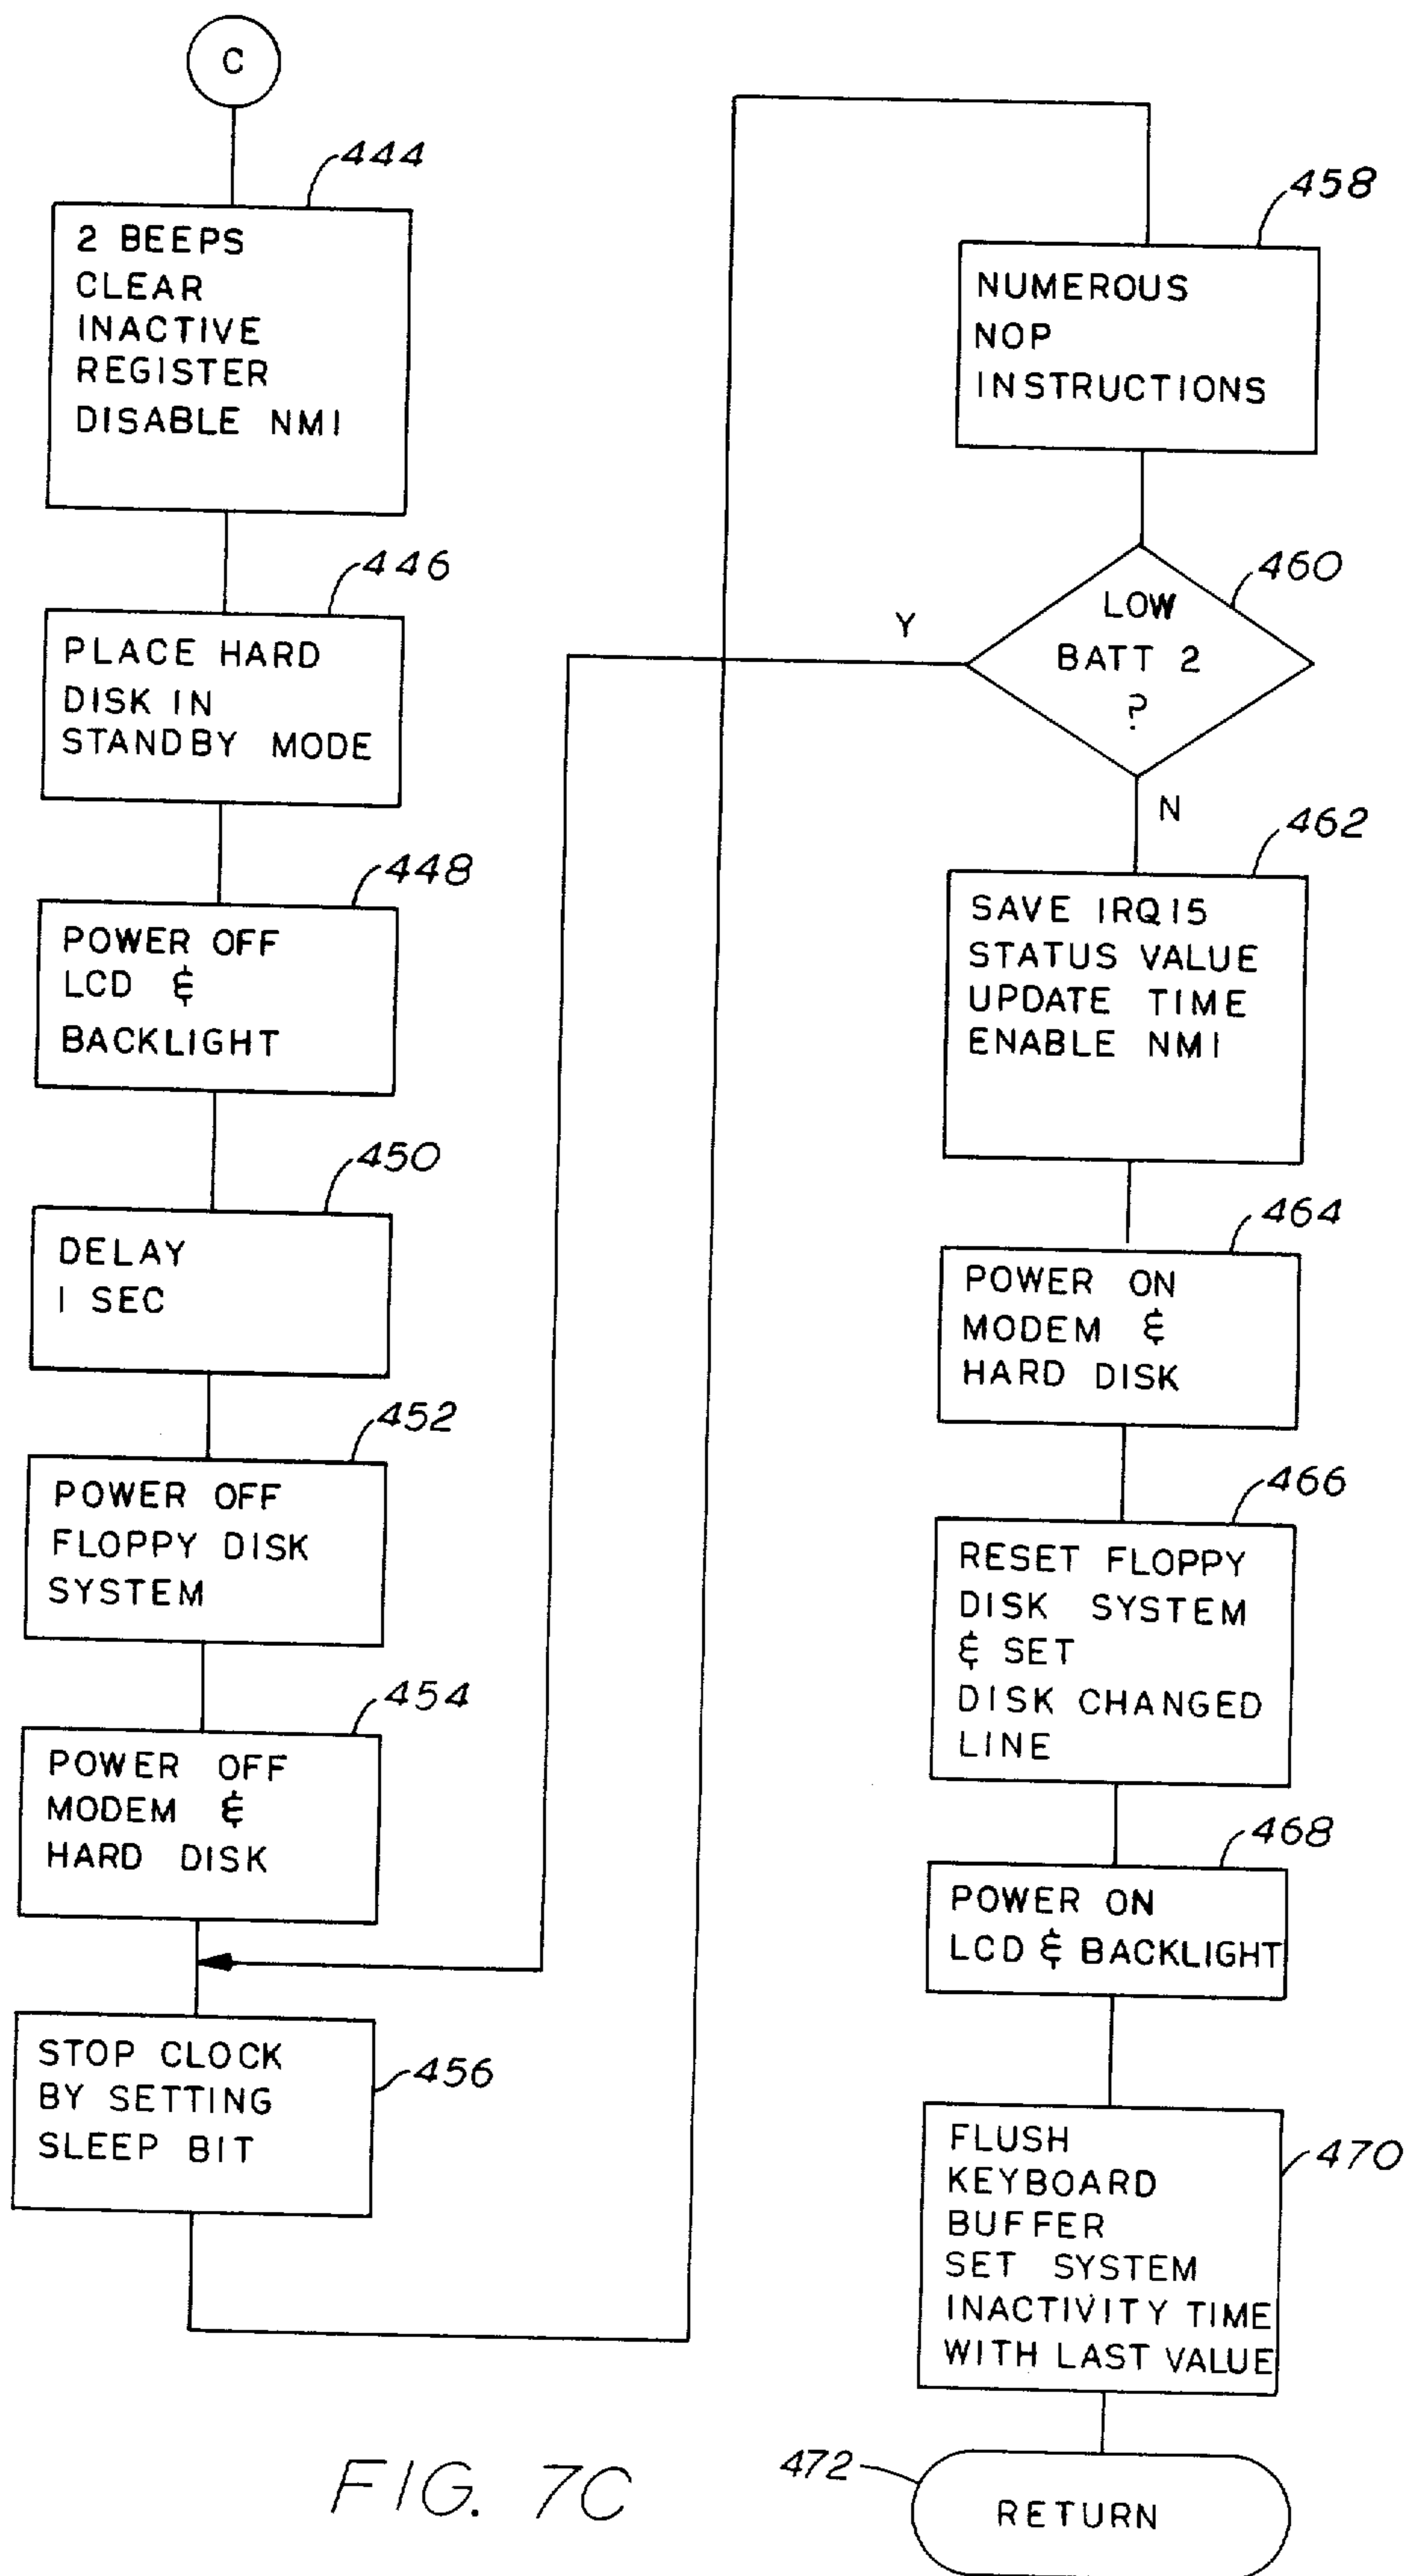 C
444
2 BEEPS
CLEAR
INACTIVE
REGISTER
DISABLE NMI
446
PLACE HARD
DISK IN
STANDBY MODE
448
POWER OFF
LCD &
BACKLIGHT
450
DELAY
1 SEC
452
POWER OFF
FLOPPY DISK
SYSTEM
454
POWER OFF
MODEM &
HARD DISK
STOP CLOCK
BY SETTING
SLEEP BIT
456
458
NUMEROUS
NOP
INSTRUCTIONS
460
LOW
BATT 2
?
Y
N
462
SAVE IRQ15
STATUS VALUE
UPDATE TIME
ENABLE NMI
464
POWER ON
MODEM &
HARD DISK
466
RESET FLOPPY
DISK SYSTEM
& SET
DISK CHANGED
LINE
468
POWER ON
LCD & BACKLIGHT
FLUSH
KEYBOARD
BUFFER
SET SYSTEM
INACTIVITY TIME
WITH LAST VALUE
470
472
RETURN
FIG. 7C